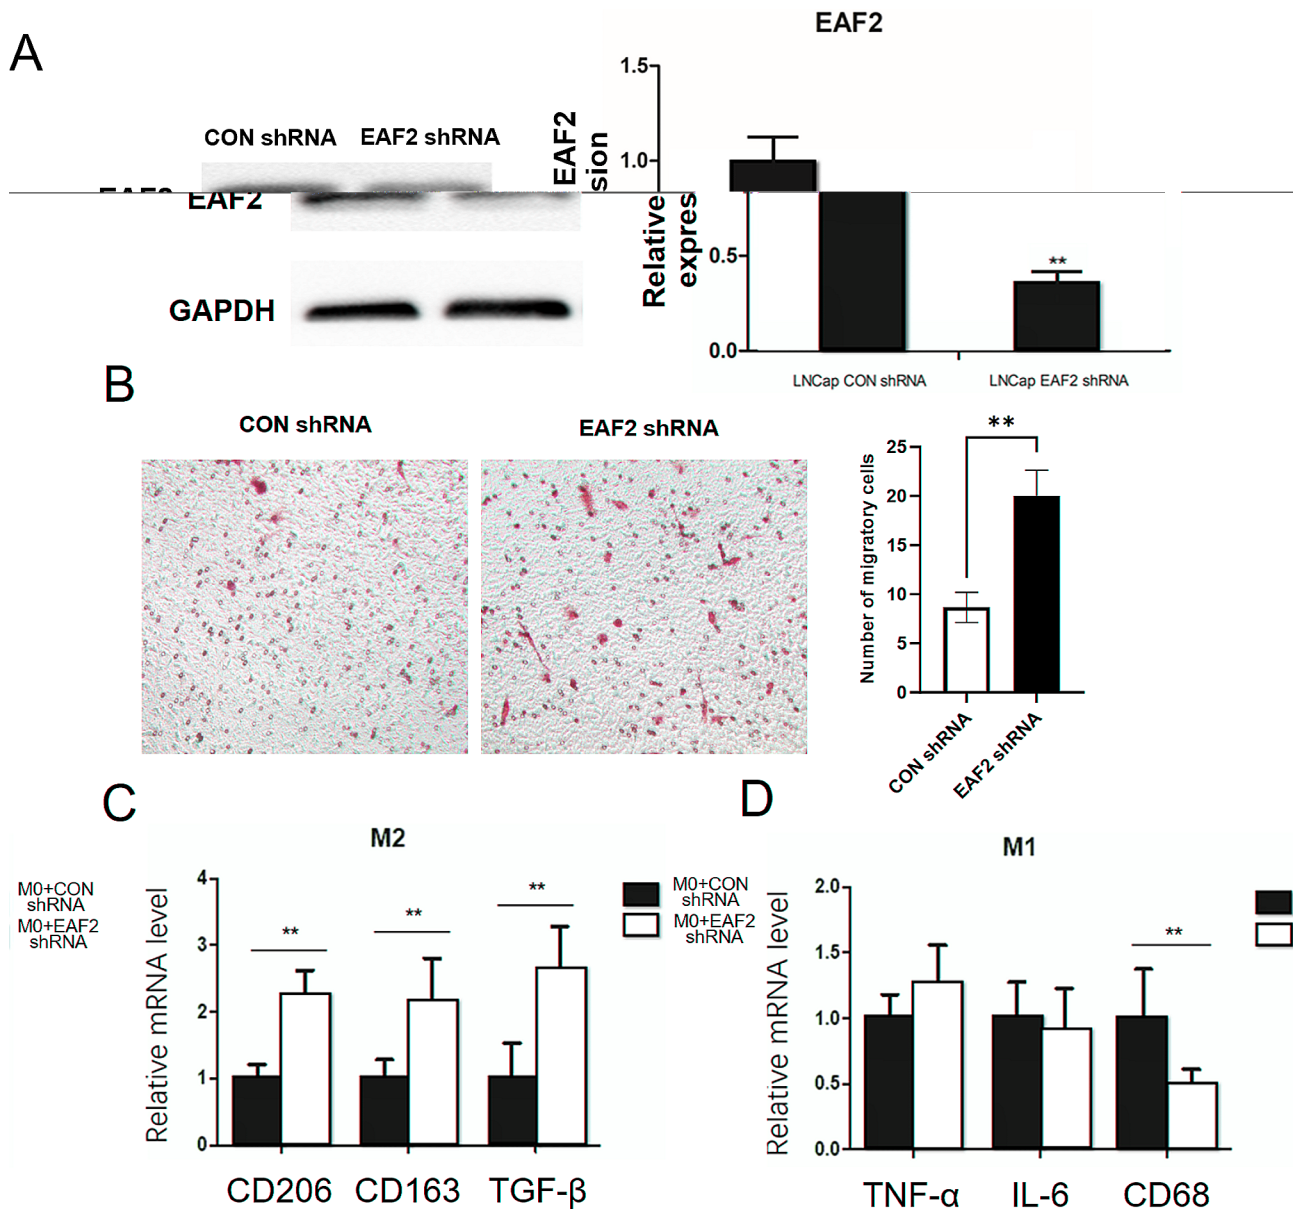 A
EAF2
CON shRNA
EAF2 shRNA
EAF2
GAPDH
EAF2
sion
Relative
expres
1.5
1.0
0.5
0.0
**
LNCap CON shRNA
LNCap EAF2 shRNA
B
CON shRNA
EAF2 shRNA
Number of migratory cells
25
20
15
10
5
0
**
CON shRNA
EAF2 shRNA
C
M2
M0+CON
shRNA
M0+EAF2
shRNA
Relative mRNA level
4
3
2
1
0
**
**
**
CD206
CD163
TGF-β
M0+CON
shRNA
M0+EAF2
shRNA
D
M1
Relative mRNA level
2.0
1.5
1.0
0.5
0.0
**
TNF-α
IL-6
CD68